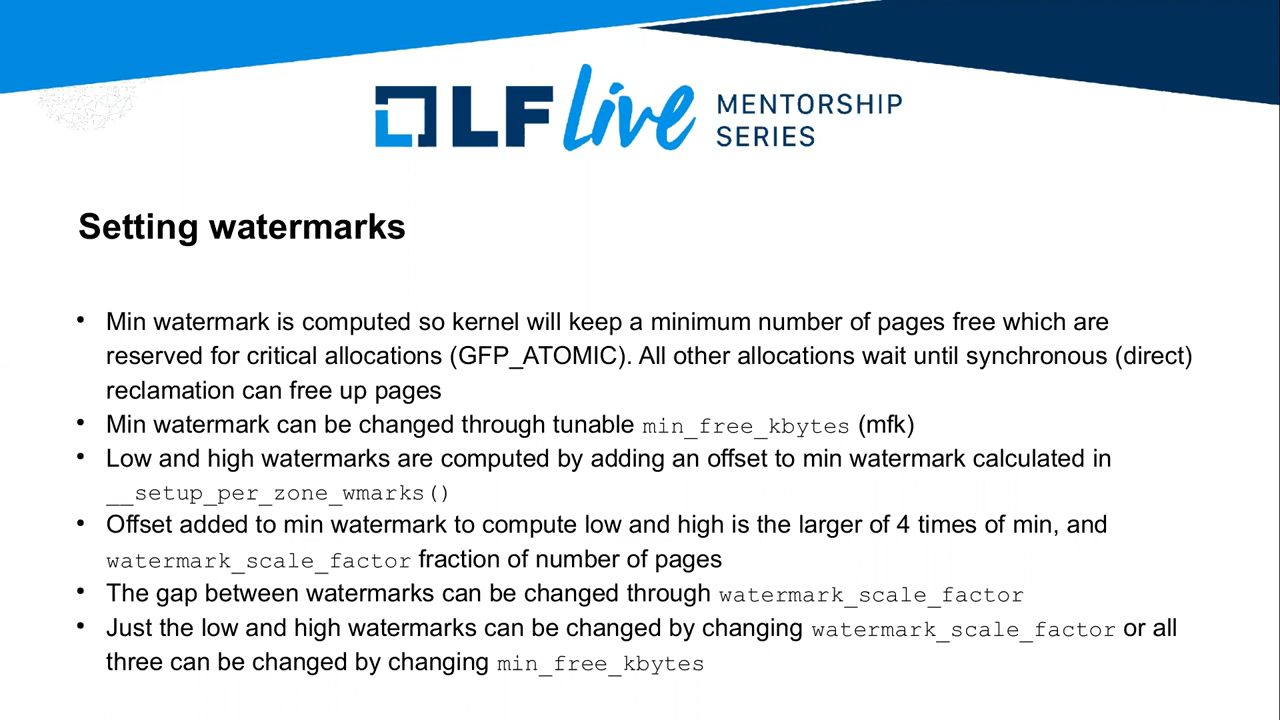 LF Live MENTORSHIP
SERIES
Setting watermarks
• Min watermark is computed so kernel will keep a minimum number of pages free which are
reserved for critical allocations (GFP_ATOMIC). All other allocations wait until synchronous (direct)
reclamation can free up pages
• Min watermark can be changed through tunable min_free_kbytes (mfk)
• Low and high watermarks are computed by adding an offset to min watermark calculated in
__setup_per_zone_wmarks()
• Offset added to min watermark to compute low and high is the larger of 4 times of min, and
watermark_scale_factor fraction of number of pages
• The gap between watermarks can be changed through watermark_scale_factor
• Just the low and high watermarks can be changed by changing watermark_scale_factor or all
three can be changed by changing min_free_kbytes